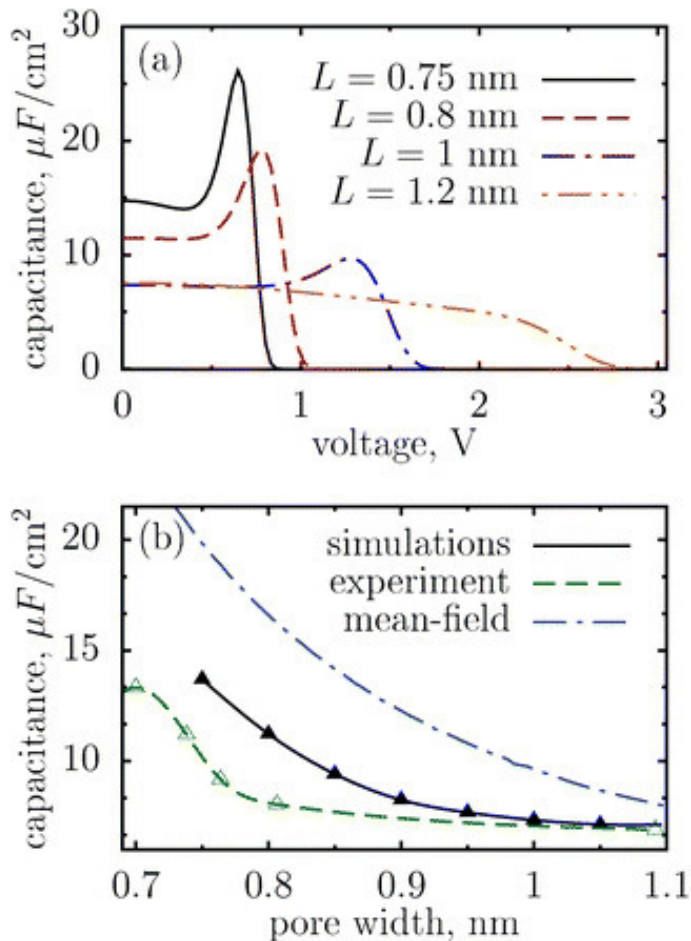 30
(a)
L = 0.75 nm
L = 0.8 nm
L = 1 nm
L = 1.2 nm
20
10
0
capacitance, μF/cm²
0 1 2 3
voltage, V
20
(b)
simulations
experiment
mean-field
15
10
capacitance, μF/cm²
0.7 0.8 0.9 1 1.1
pore width, nm